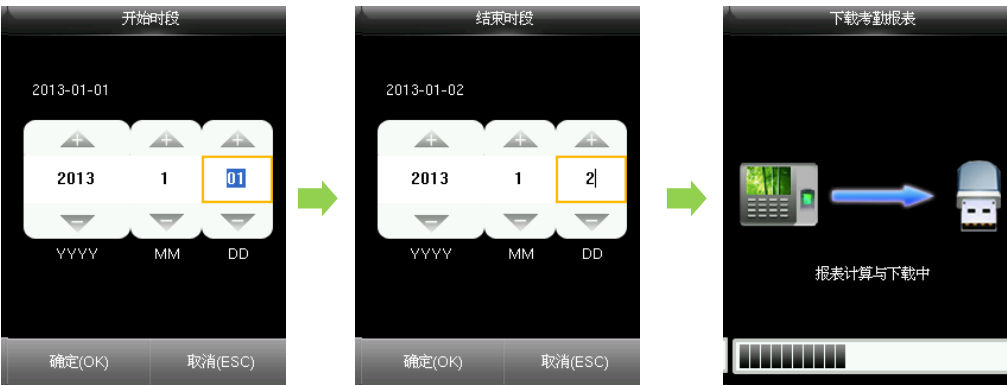 开始时段
2013-01-01
2013 1 01
YYYY MM DD
确定(OK) 取消(ESC)
结束时段
2013-01-02
2013 1 2
YYYY MM DD
确定(OK) 取消(ESC)
下载考勤报表
报表计算与下载中